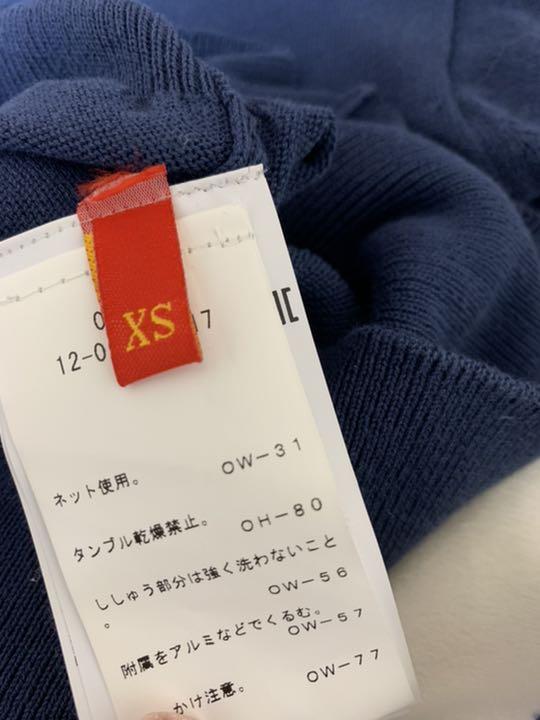 XS
ネット使用。 OW-31
タンブル乾燥禁止。 OH-80
ししゅう部分は強く洗わないこと
。 OW-56
附属をアルミなどでくるむ。
OW-57
かけ注意。 OW-77